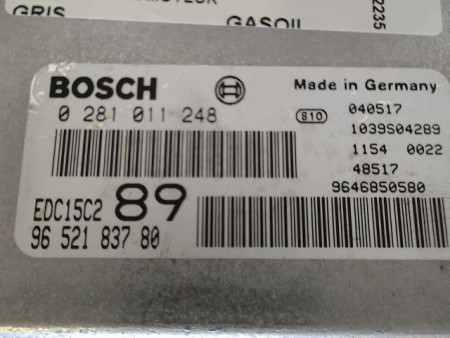 GRIS
GASOIL
2235
BOSCH
Made in Germany
0 281 011 248
S10
040517
1039S04289
1154 0022
48517
9646850580
EDC15C2
89
96 521 837 80